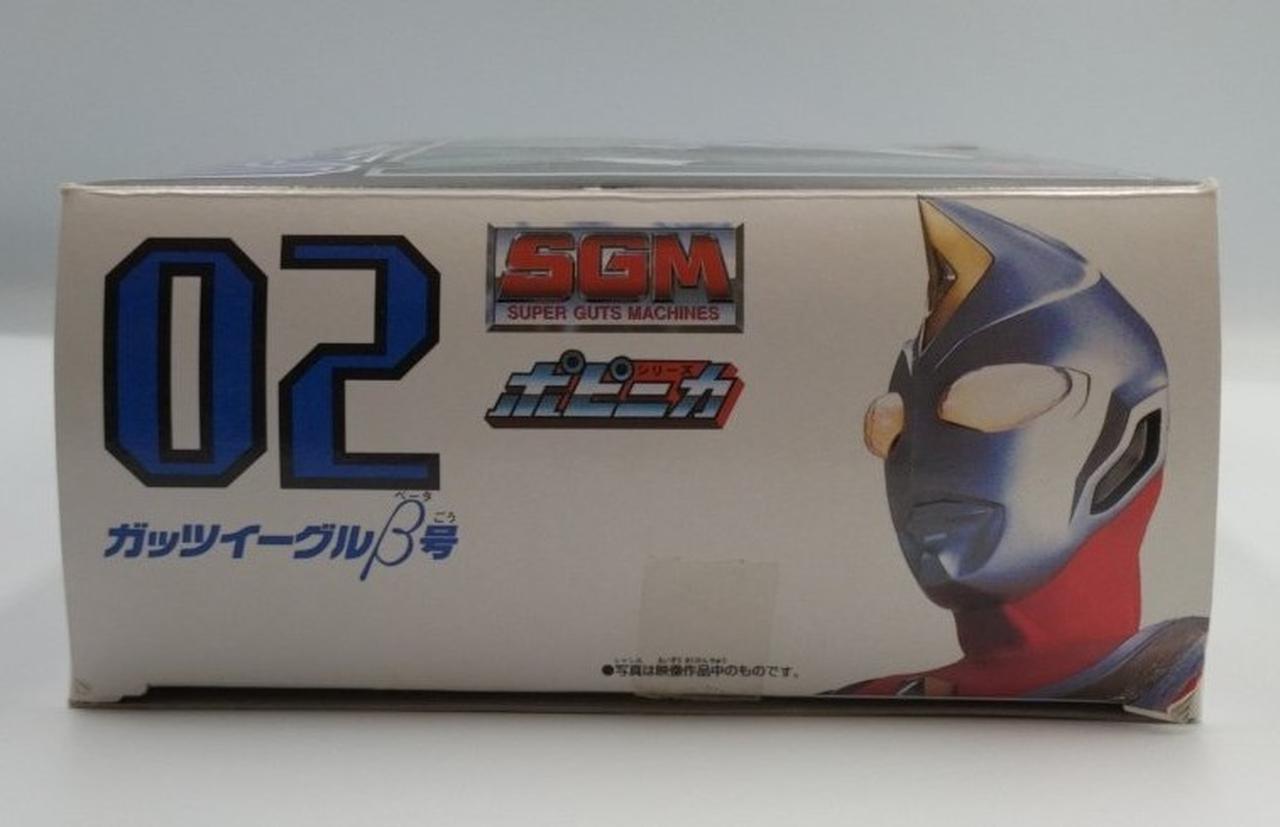 02
SGM
SUPER GUTS MACHINES
シリーズ
ポピニカ
ベータ
ごう
ガッツイーグルβ号
●写真は映像作品中のものです。